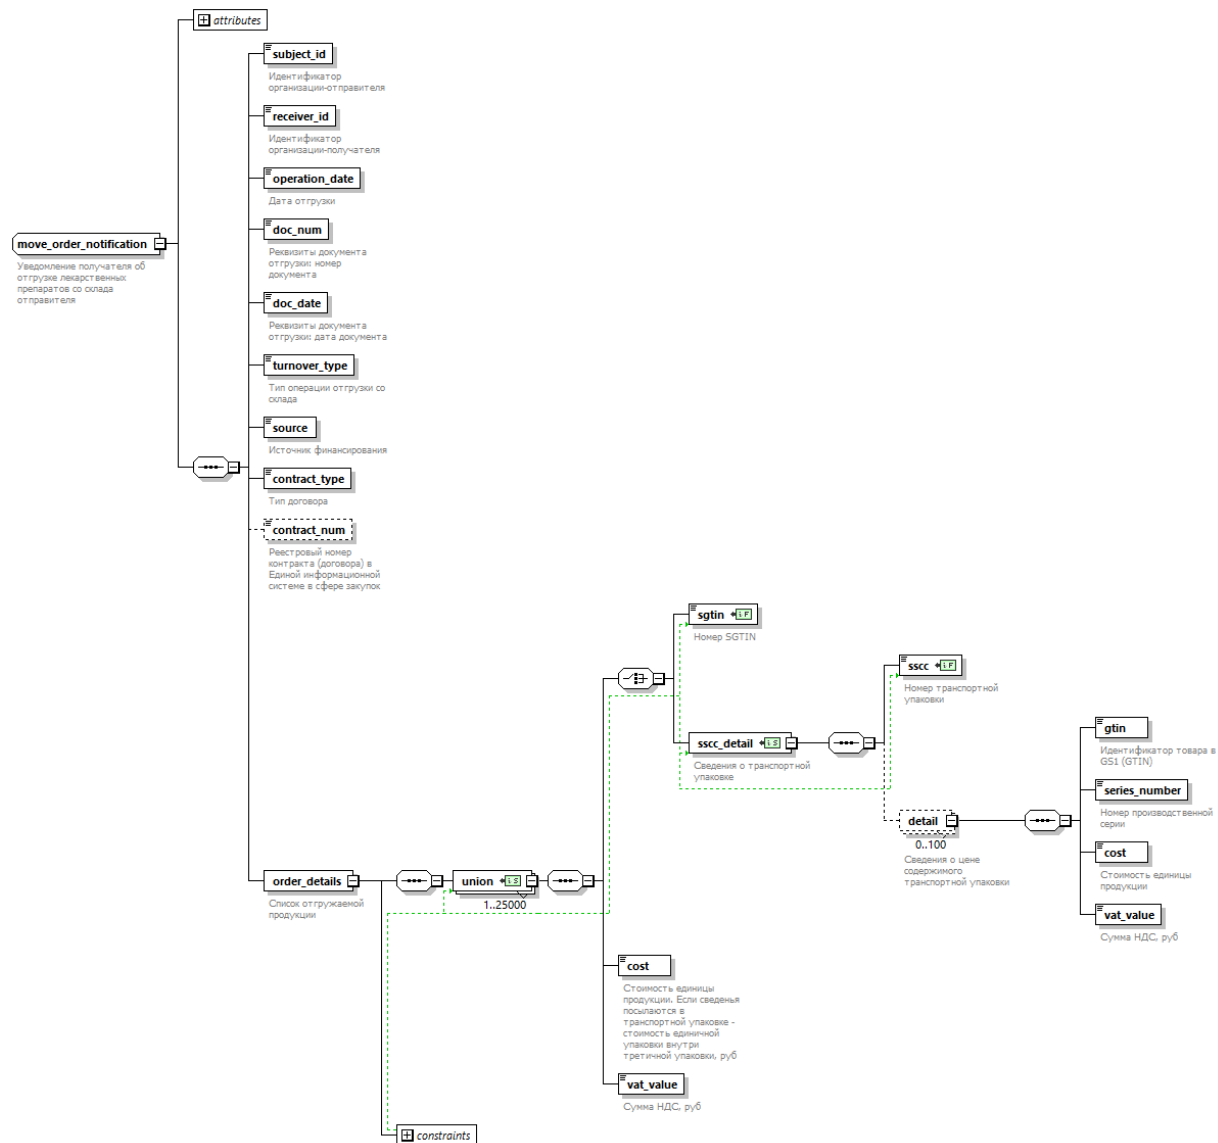 attributes
subject_id
Идентификатор
организации-отправителя
receiver_id
Идентификатор
организации-получателя
operation_date
Дата отгрузки
doc_num
Реквизиты документа
отгрузки: номер
документа
move_order_notification
Уведомление получателя об
отгрузке лекарственных
препаратов со склада
отправителя
doc_date
Реквизиты документа
отгрузки: дата документа
turnover_type
Тип операции отгрузки со
склада
source
Источник финансирования
contract_type
Тип договора
contract_num
Реестровый номер
контракта (договора) в
Единой информационной
системе в сфере закупок
sgtin
iF
Номер SGTIN
sscc
iF
Номер транспортной
упаковки
sscc_detail
iS
Сведения о транспортной
упаковке
gtin
Идентификатор товара в
GS1 (GTIN)
series_number
Номер производственной
серии
detail
0..100
Сведения о цене
содержимого
транспортной упаковки
cost
Стоимость единицы
продукции
vat_value
Сумма НДС, руб
order_details
Список отгружаемой
продукции
union
iS
1..25000
cost
Стоимость единицы
продукции. Если сведенья
посылаются в
транспортной упаковке -
стоимость единичной
упаковки внутри
третичной упаковки, руб
vat_value
Сумма НДС, руб
constraints